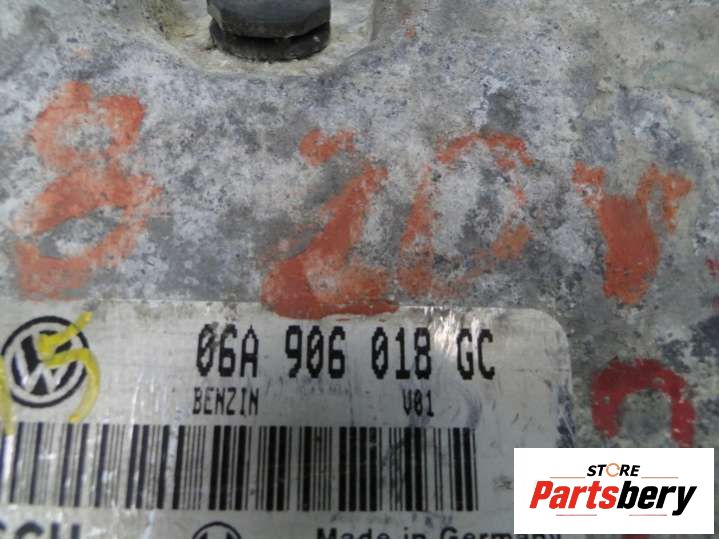 8 20V
06A 906 018 GC
BENZIN V01
Made in Germany
STORE
Partsbery